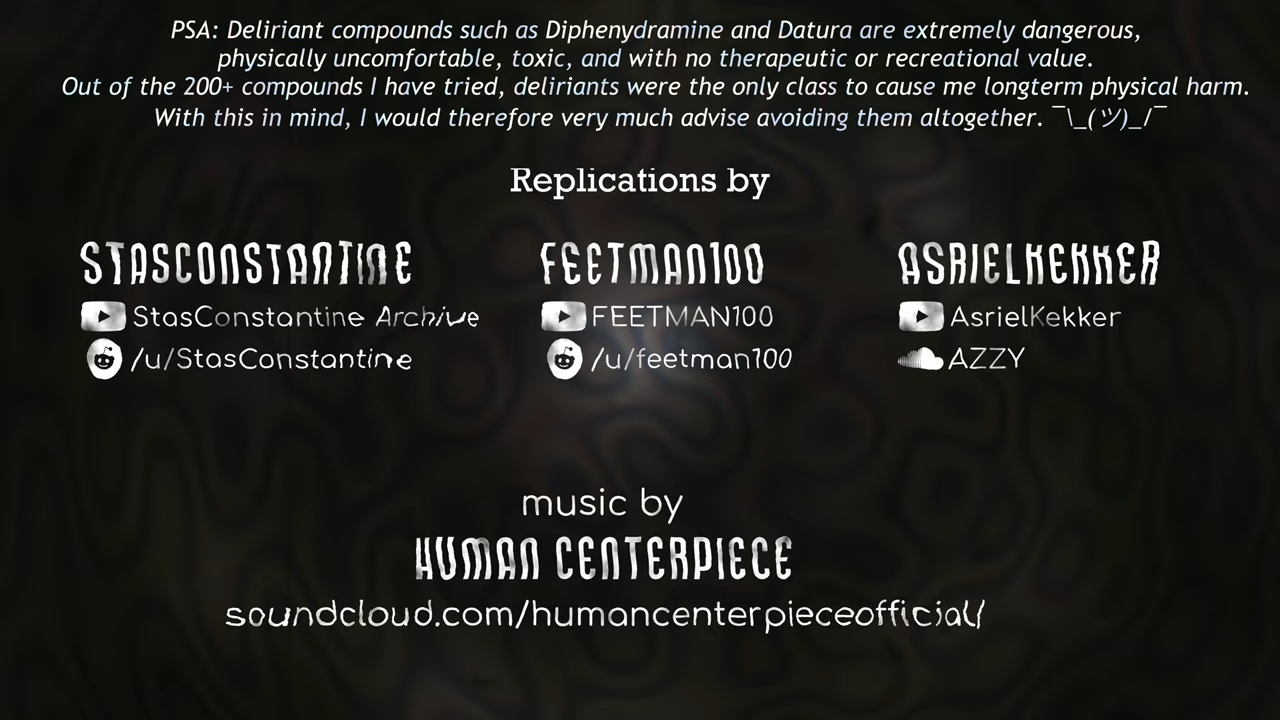 PSA: Deliriant compounds such as Diphenydramine and Datura are extremely dangerous,
physically uncomfortable, toxic, and with no therapeutic or recreational value.
Out of the 200+ compounds I have tried, deliriants were the only class to cause me longterm physical harm.
With this in mind, I would therefore very much advise avoiding them altogether. ¯\_(ツ)_/¯
Replications by
STASCONSTANTINE FEETMAN100 ASRIELKEKKER
StasConstantine Archive FEETMAN100 AsrielKekker
/u/StasConstantine /u/feetman100 AZZY
music by
HUMAN CENTERPIECE
soundcloud.com/humancenterpieceofficial/